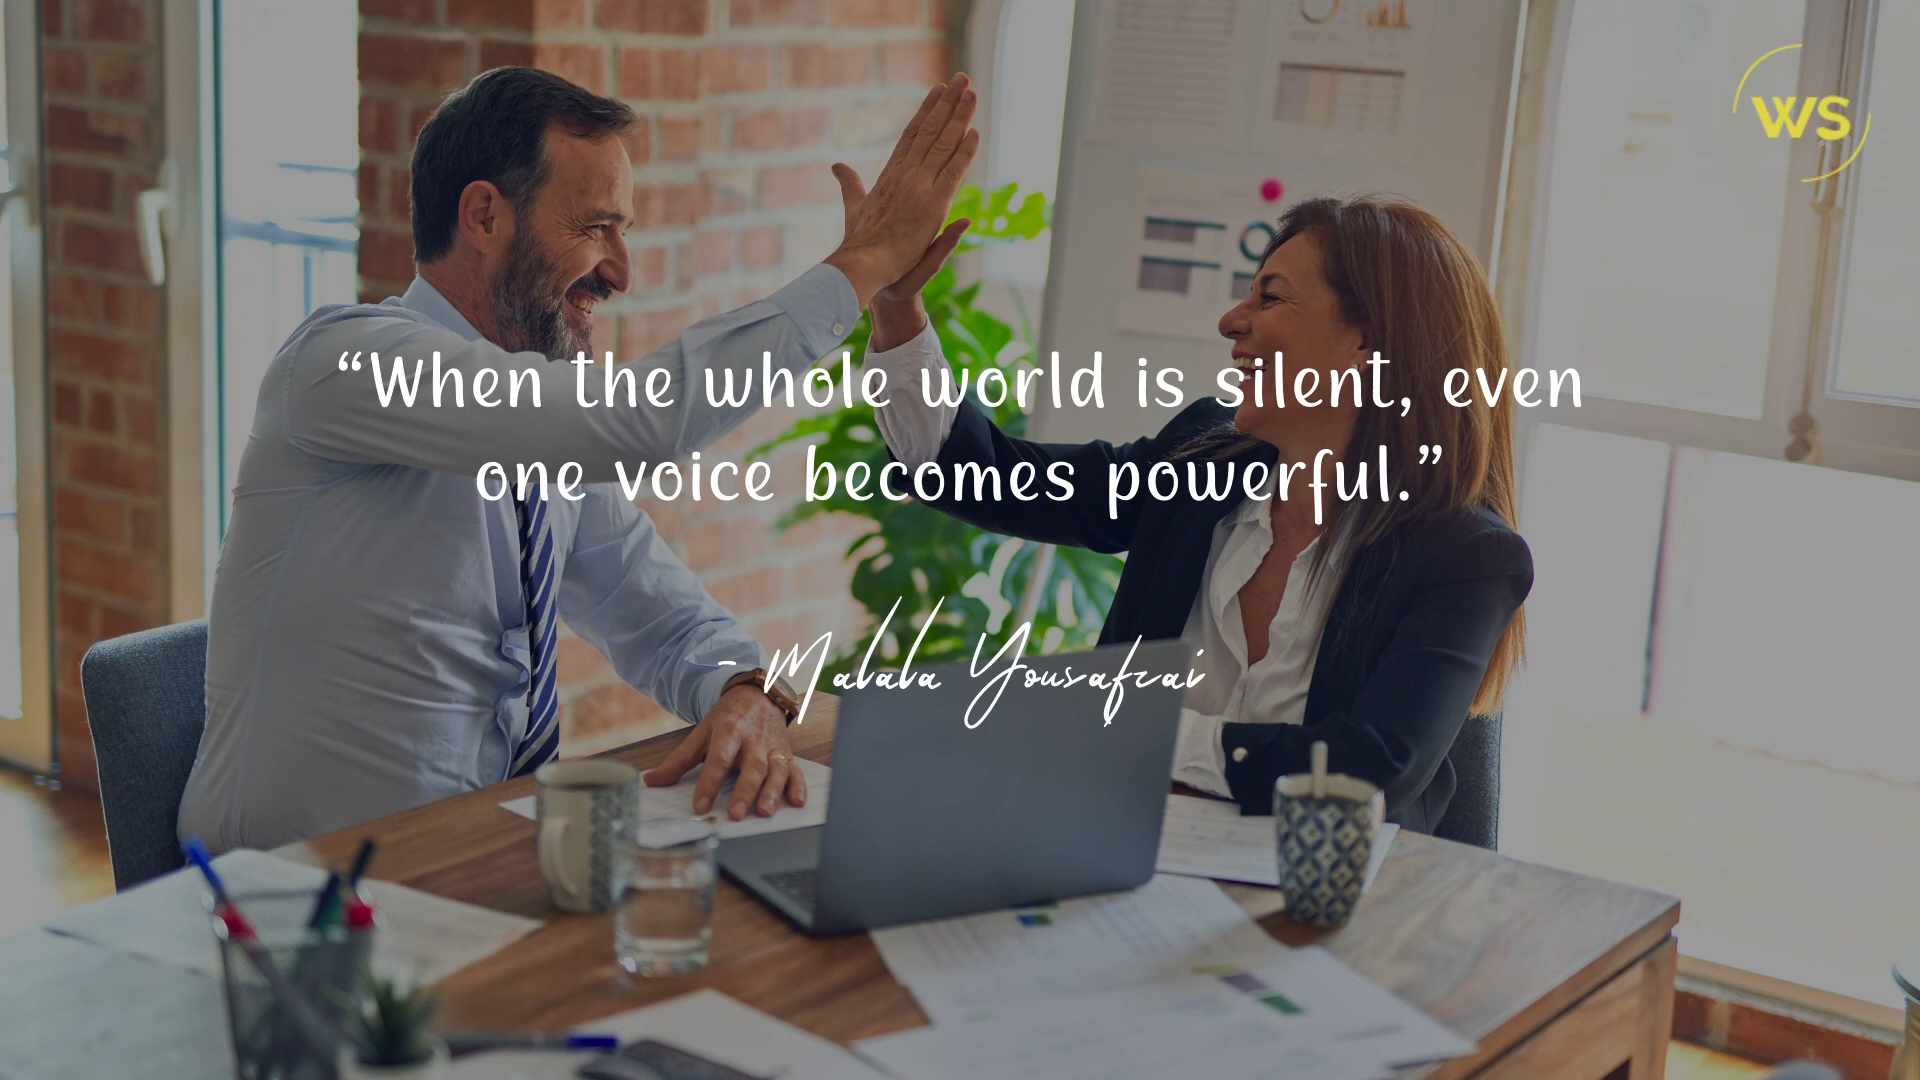 WS
“When the whole world is silent, even
one voice becomes powerful.”
- Malala Yousafzai